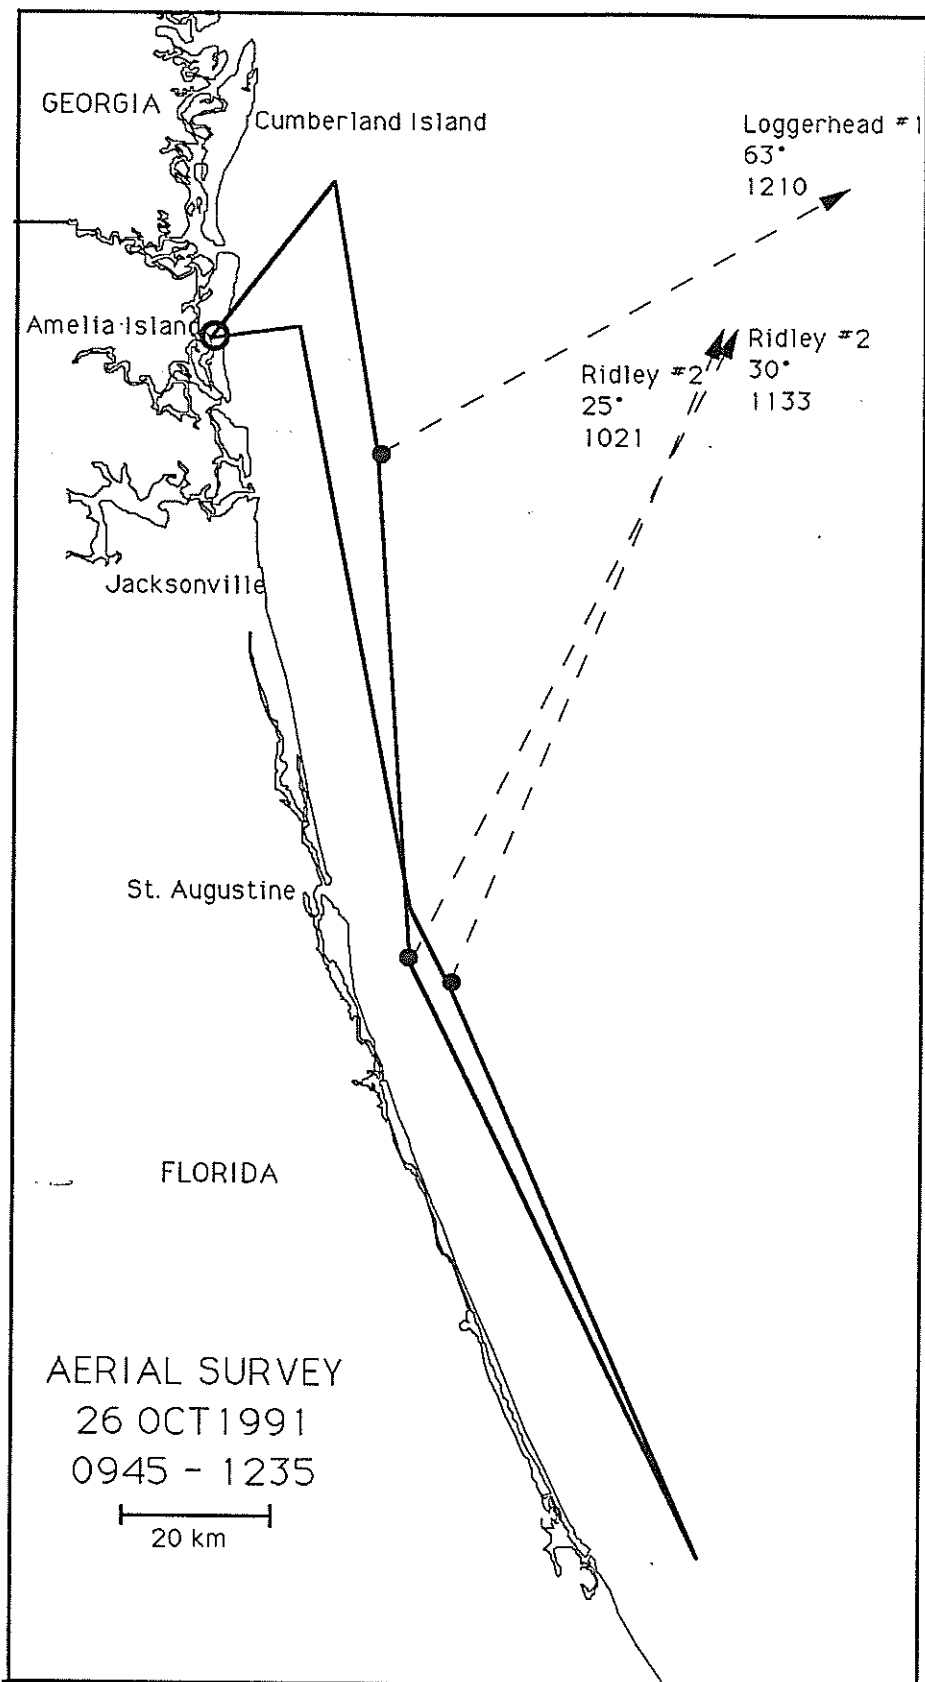 GEORGIA
Cumberland Island
Loggerhead #1
63°
1210
Amelia Island
Ridley #2
30°
1133
Ridley #2
25°
1021
Jacksonville
St. Augustine
FLORIDA
AERIAL SURVEY
26 OCT 1991
0945 - 1235
20 km